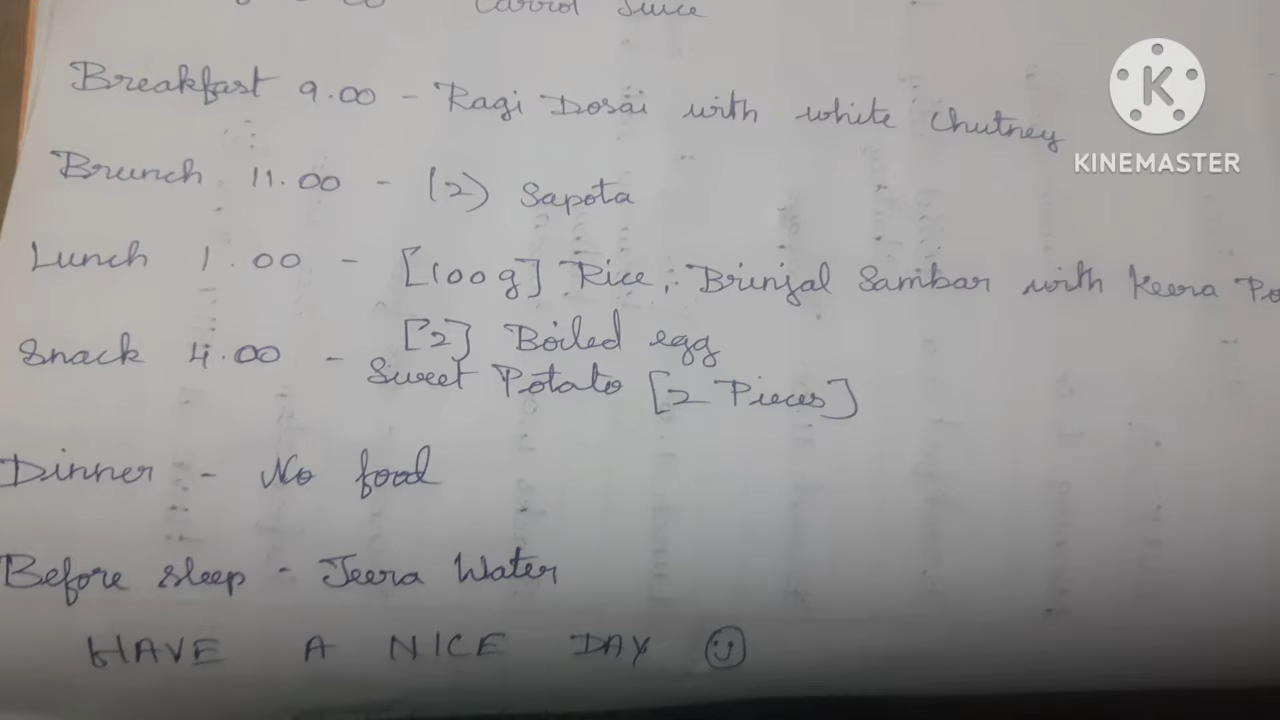 Carrot Juice
Breakfast 9.00 - Ragi Dosai with white Chutney
KINEMASTER
Brunch 11.00 - (2) Sapota
Lunch 1.00 - [100g] Rice, Brinjal Sambar with Keera
[2] Boiled egg
Snack 4.00 - Sweet Potato [2 Pieces]
Dinner - No food
Before sleep - Jeera Water
HAVE A NICE DAY